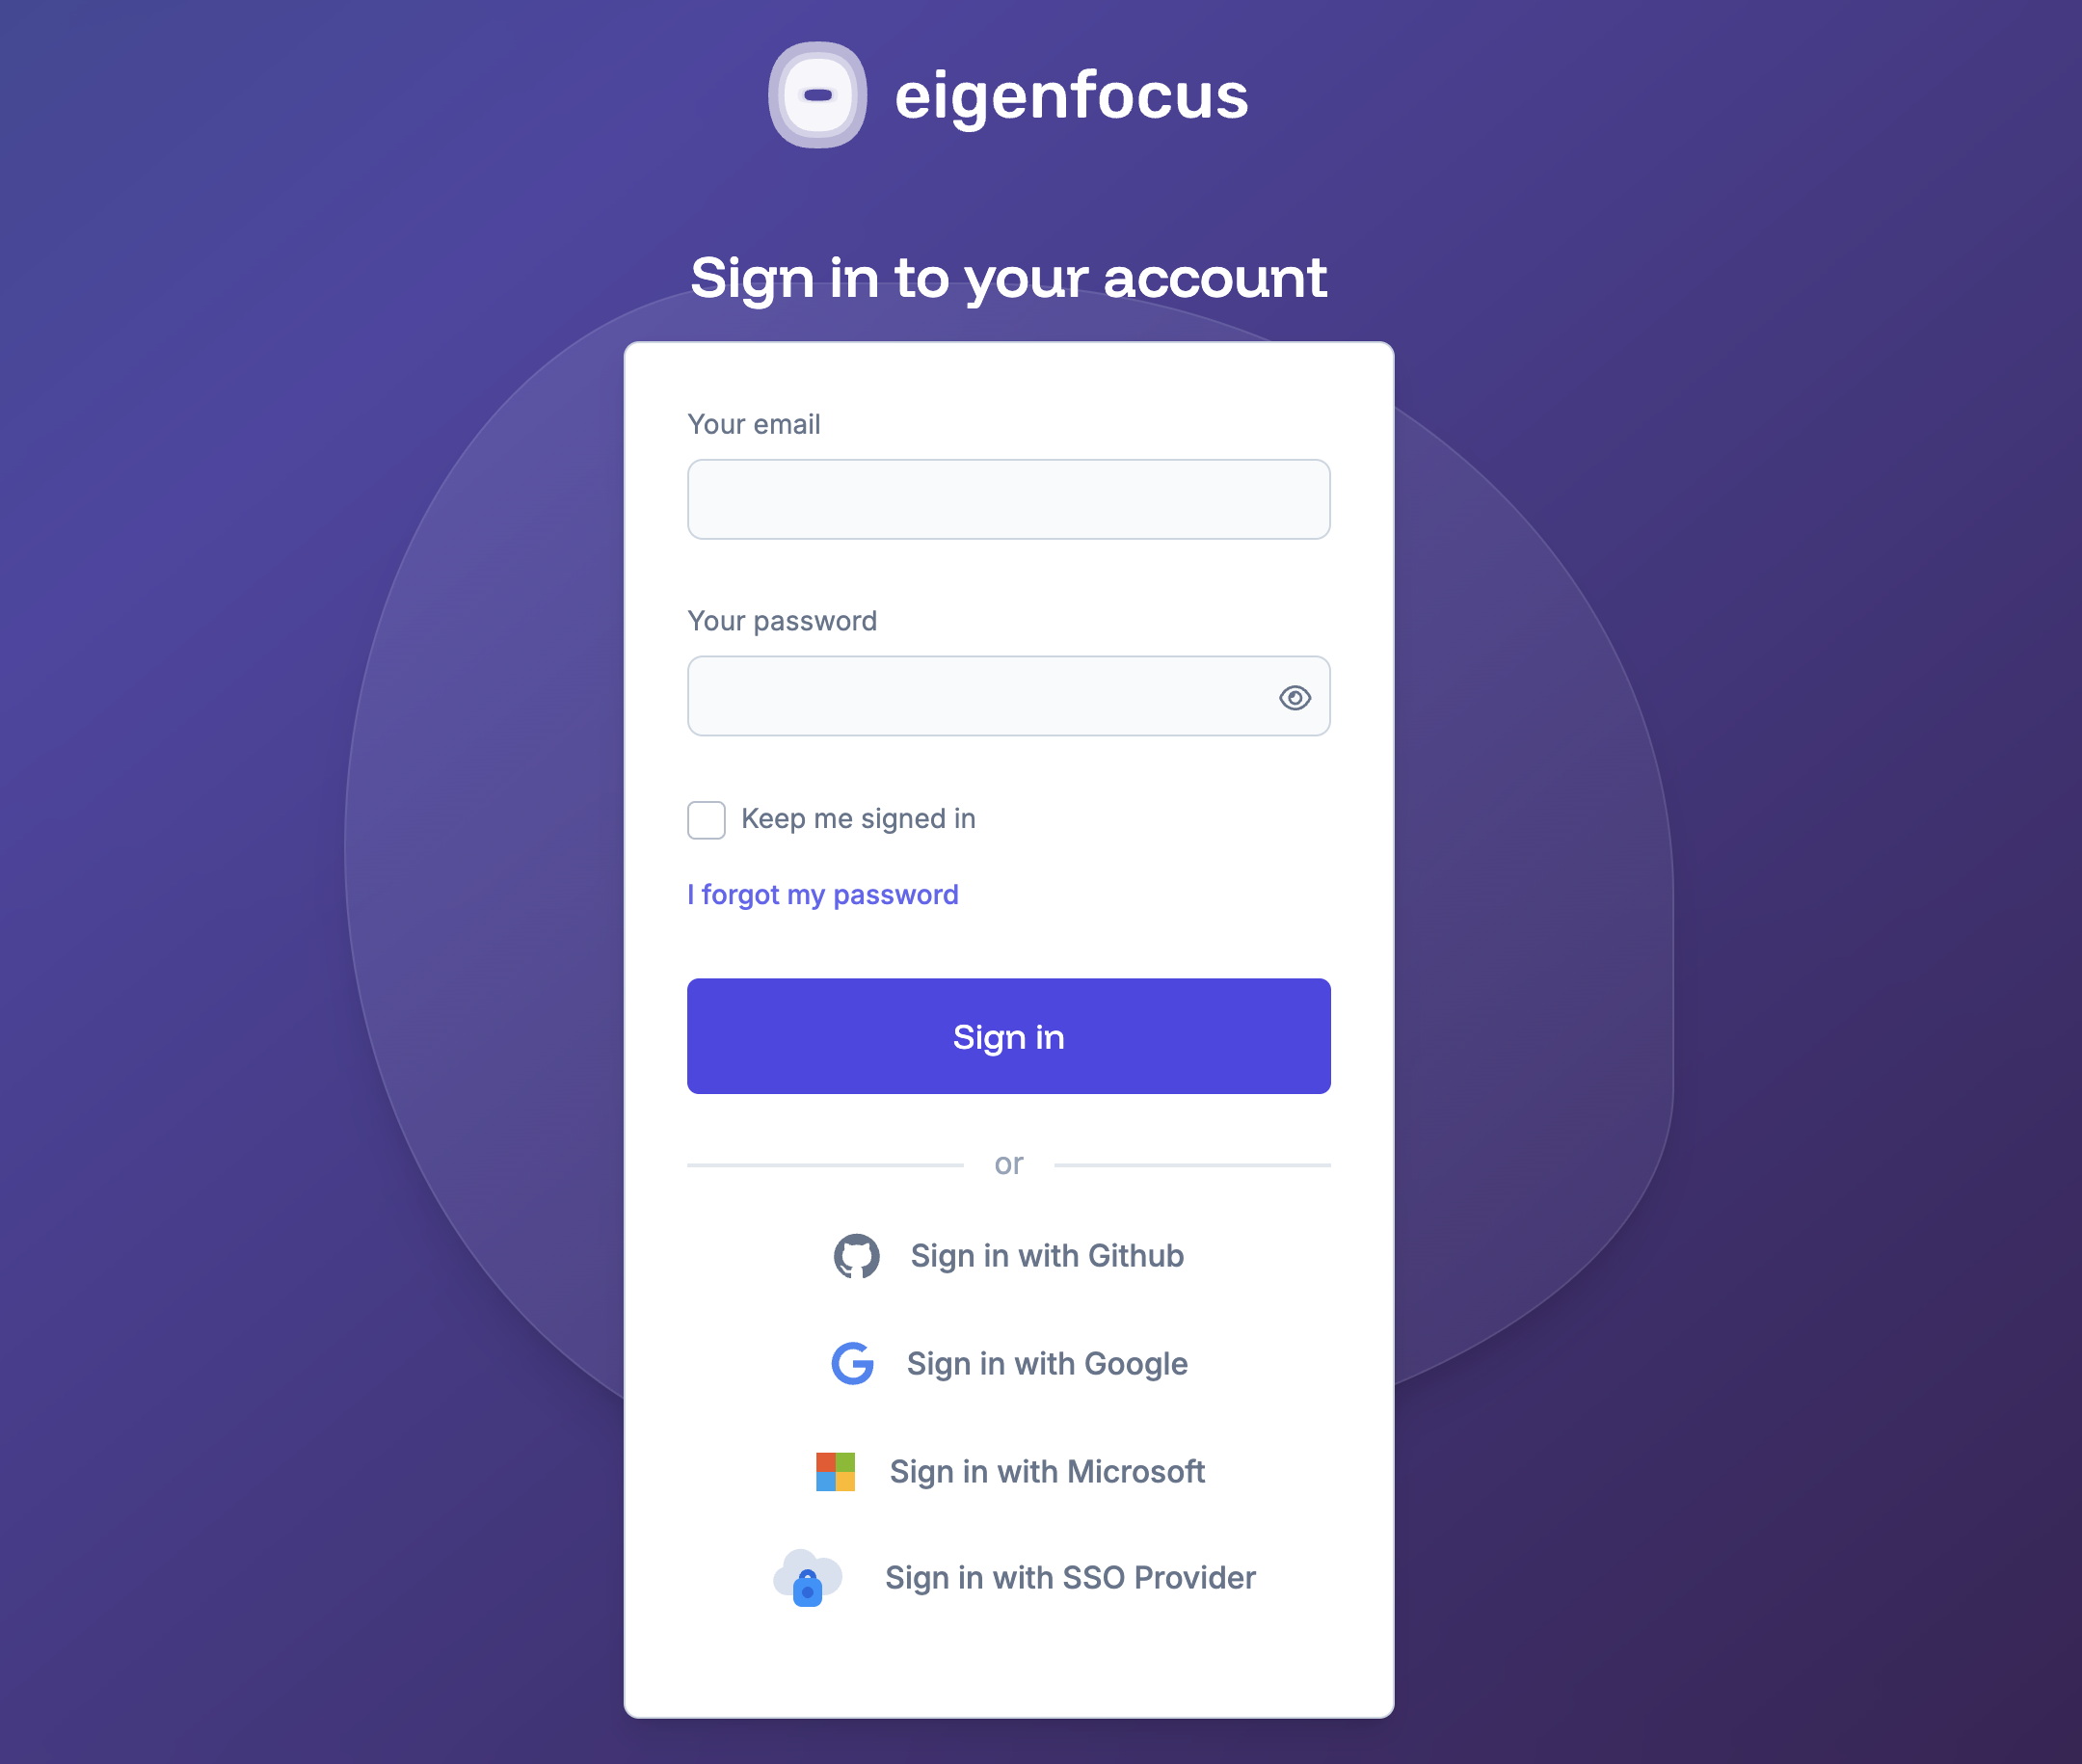 eigenfocus
Sign in to your account
Your email
Your password
Keep me signed in
I forgot my password
Sign in
or
Sign in with Github
Sign in with Google
Sign in with Microsoft
Sign in with SSO Provider